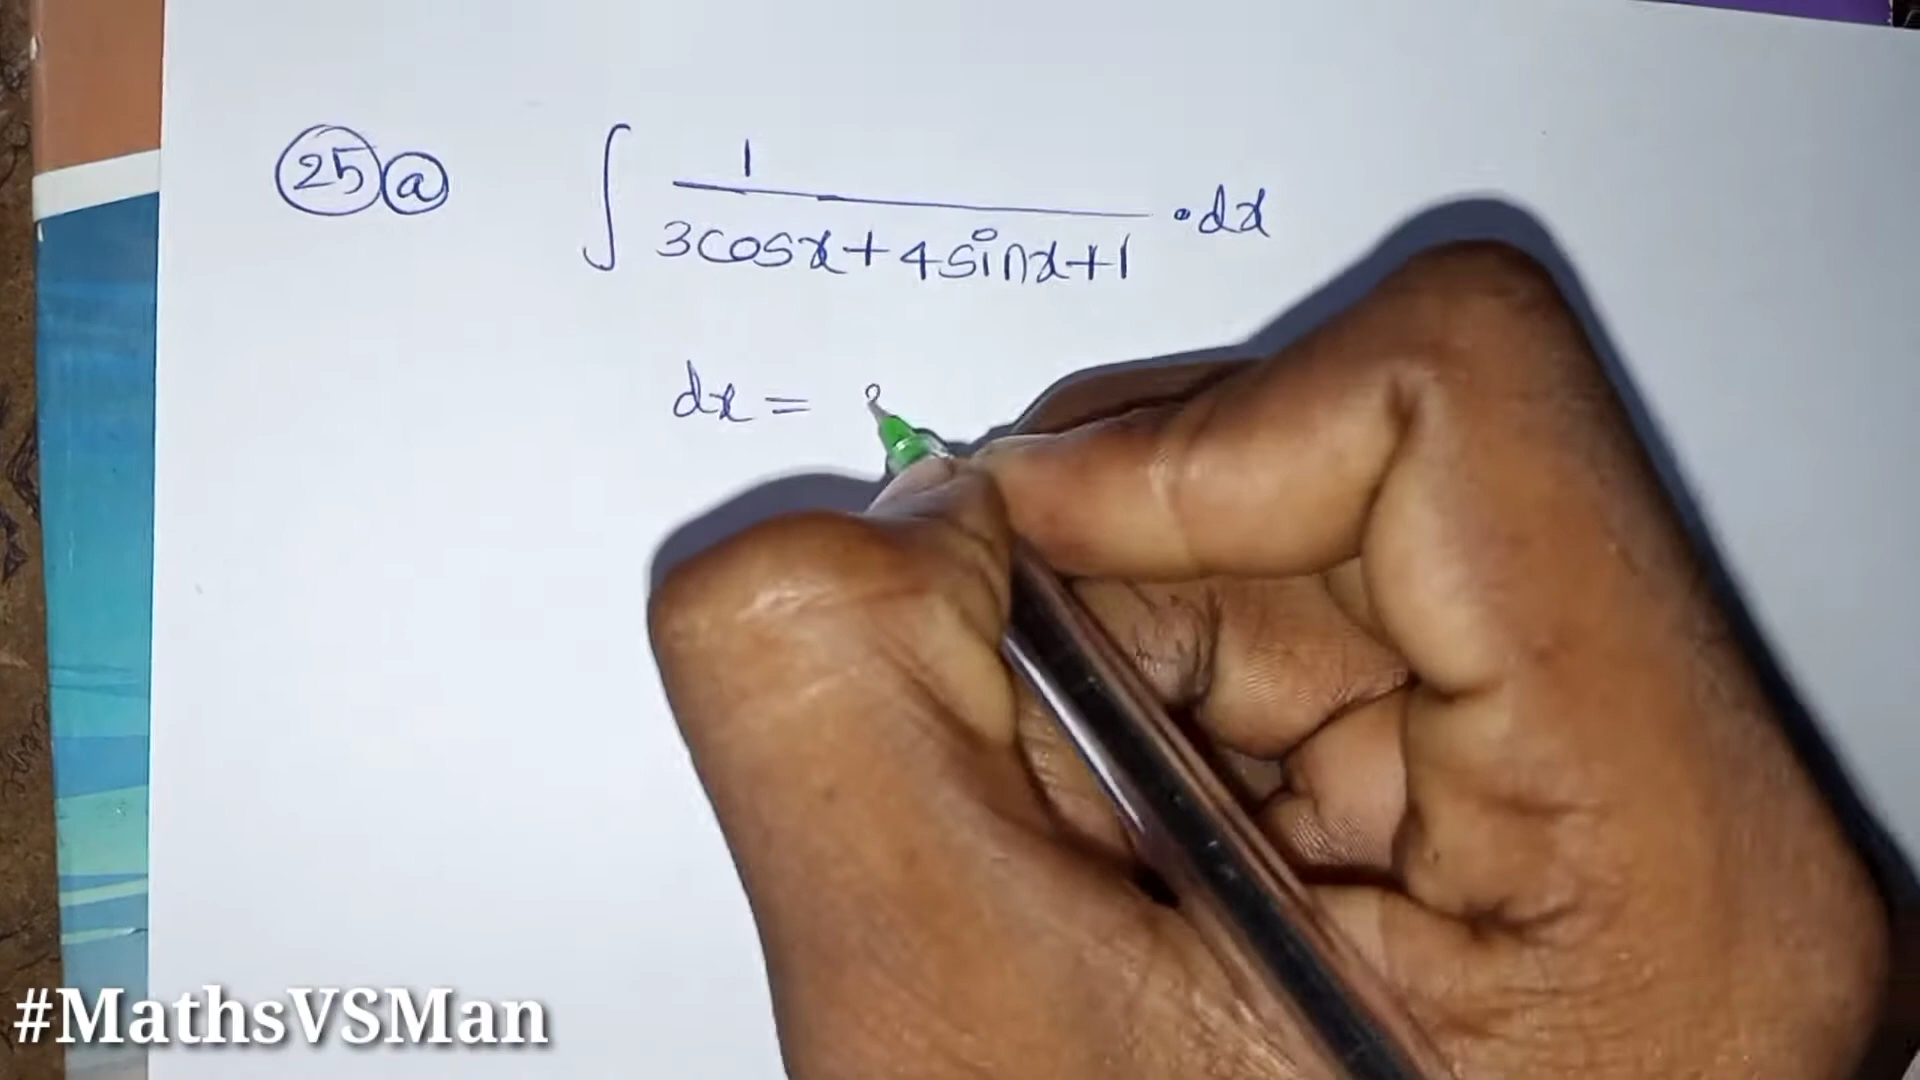 25 a ∫ 1/(3cosx+4sinx+1) · dx
dx =
#MathsVSMan